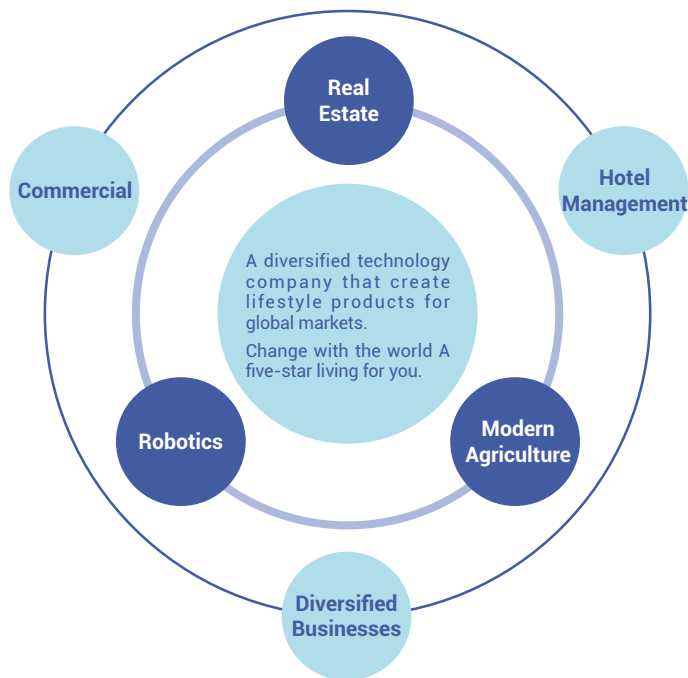 Real
Estate
Commercial
Hotel
Management
A diversified technology
company that create
lifestyle products for
global markets.
Change with the world A
five-star living for you.
Robotics
Modern
Agriculture
Diversified
Businesses